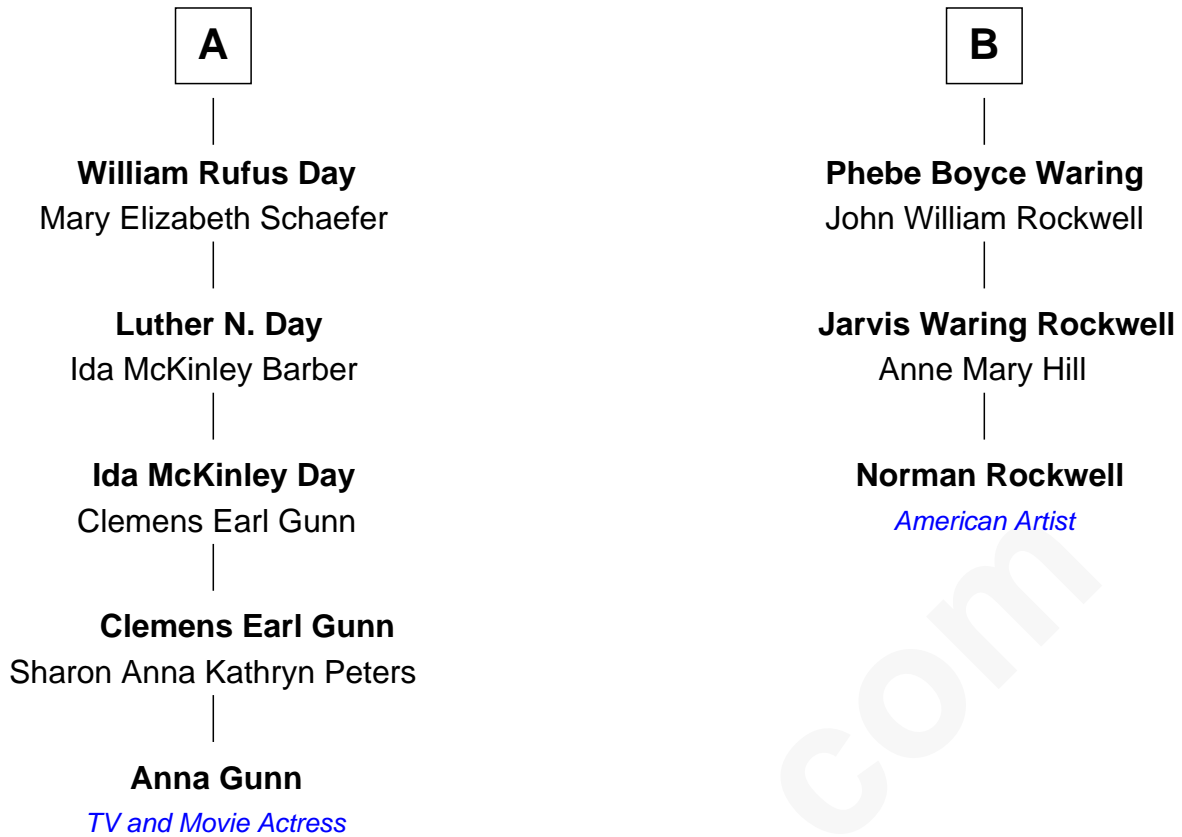 A
William Rufus Day
Mary Elizabeth Schaefer
Luther N. Day
Ida McKinley Barber
Ida McKinley Day
Clemens Earl Gunn
Clemens Earl Gunn
Sharon Anna Kathryn Peters
Anna Gunn
TV and Movie Actress
B
Phebe Boyce Waring
John William Rockwell
Jarvis Waring Rockwell
Anne Mary Hill
Norman Rockwell
American Artist
com